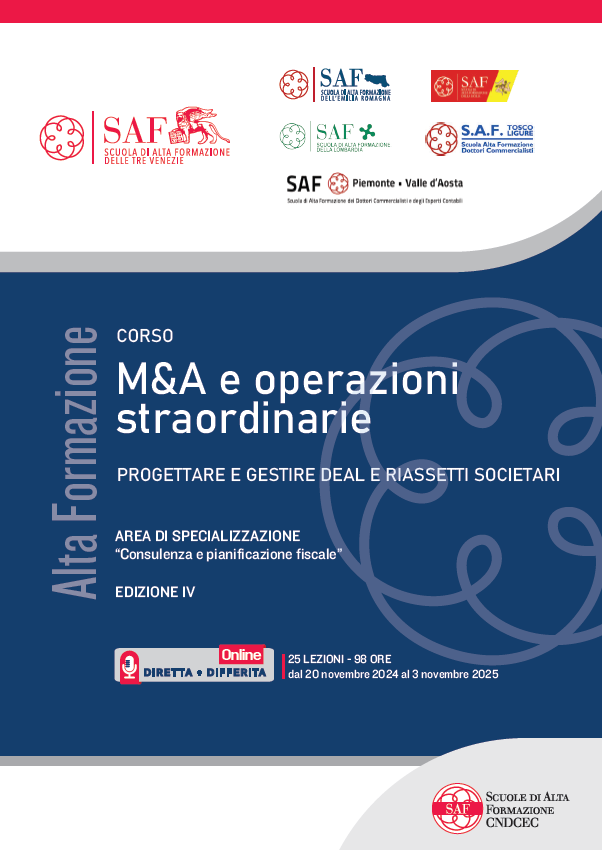 SAF
SCUOLA DI ALTA FORMAZIONE
DELLE TRE VENEZIE
SAF
SCUOLA DI ALTA FORMAZIONE
DELL'EMILIA ROMAGNA
SAF
SAF
SCUOLA DI ALTA FORMAZIONE
DELLA LOMBARDIA
S.A.F. TOSCO
LIGURE
Scuola Alta Formazione
Dottori Commercialisti
SAF Piemonte • Valle d'Aosta
Scuola di Alta Formazione dei Dottori Commercialisti e degli Esperti Contabili
Alta Formazione
CORSO
M&A e operazioni
straordinarie
PROGETTARE E GESTIRE DEAL E RIASSETTI SOCIETARI
AREA DI SPECIALIZZAZIONE
“Consulenza e pianificazione fiscale”
EDIZIONE IV
Online
DIRETTA + DIFFERITA
25 LEZIONI - 98 ORE
dal 20 novembre 2024 al 3 novembre 2025
SAF
SCUOLE DI ALTA
FORMAZIONE
CNDCEC